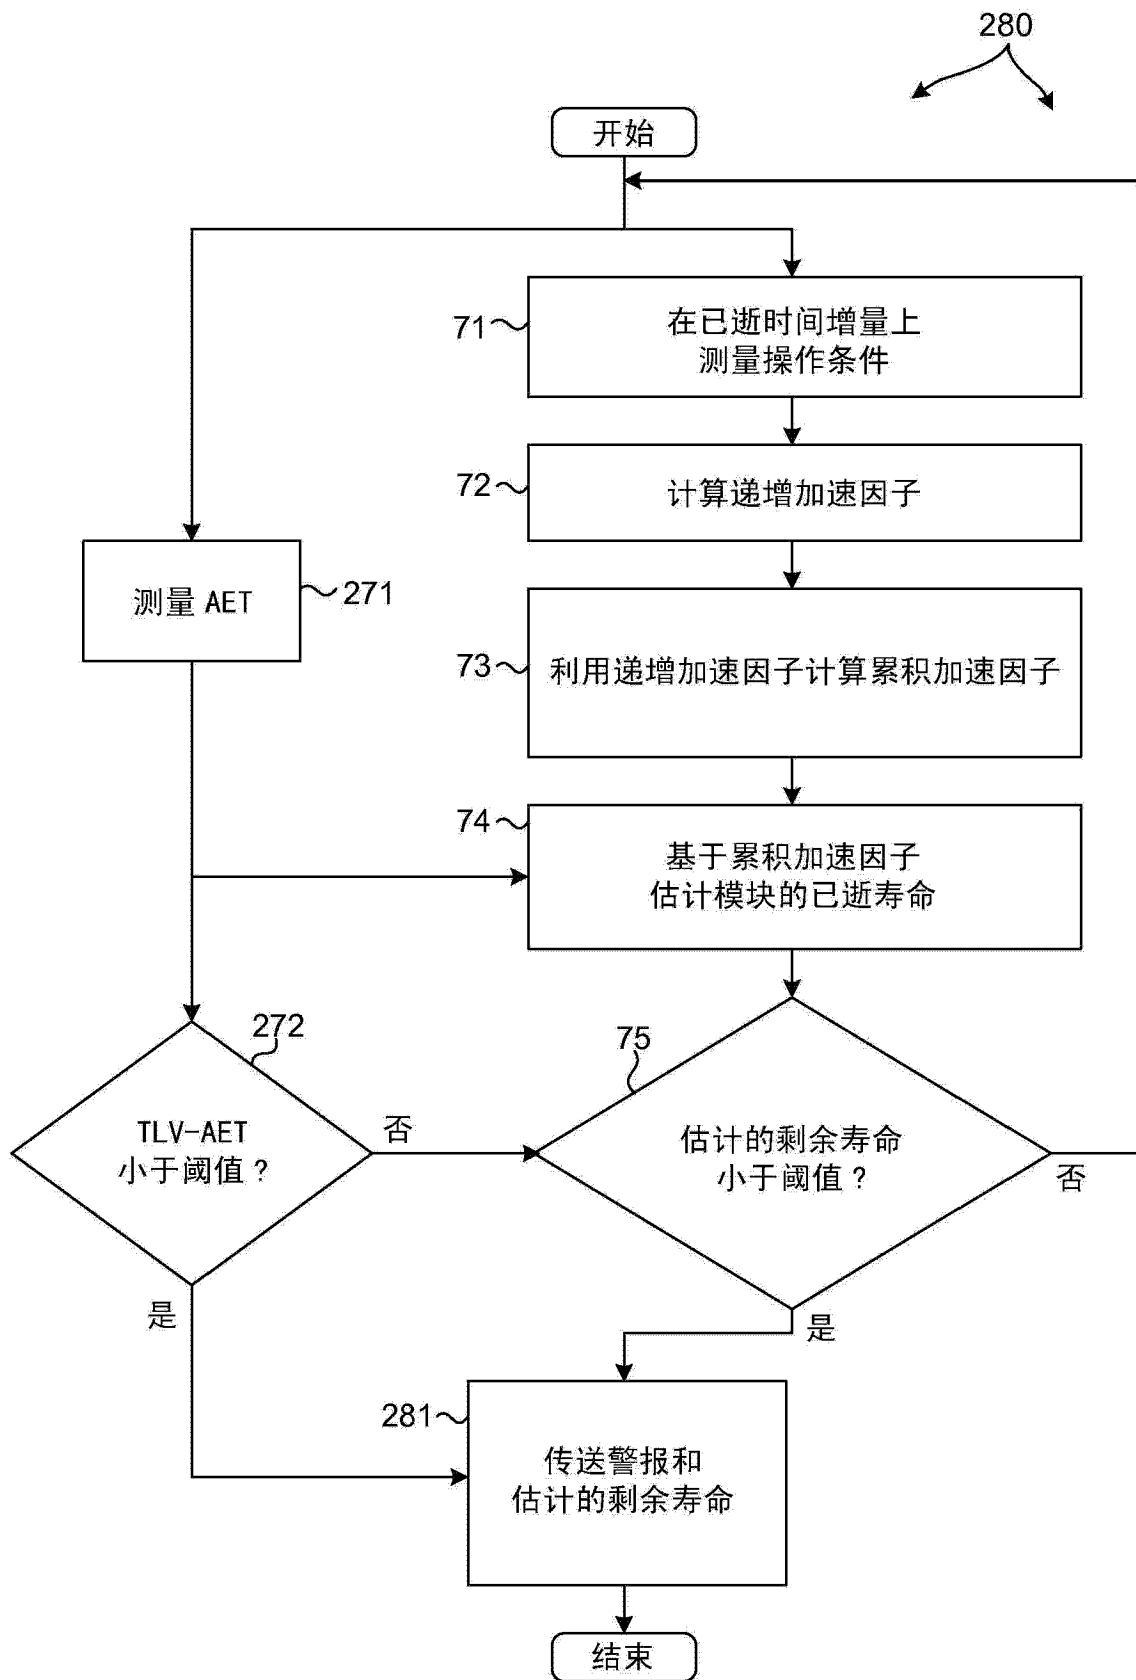 280
开始
71
在已逝时间增量上
测量操作条件
72
计算递增加速因子
测量 AET
271
73
利用递增加速因子计算累积加速因子
74
基于累积加速因子
估计模块的已逝寿命
272
TLV-AET
小于阈值?
否
75
估计的剩余寿命
小于阈值?
否
是
是
281
传送警报和
估计的剩余寿命
结束